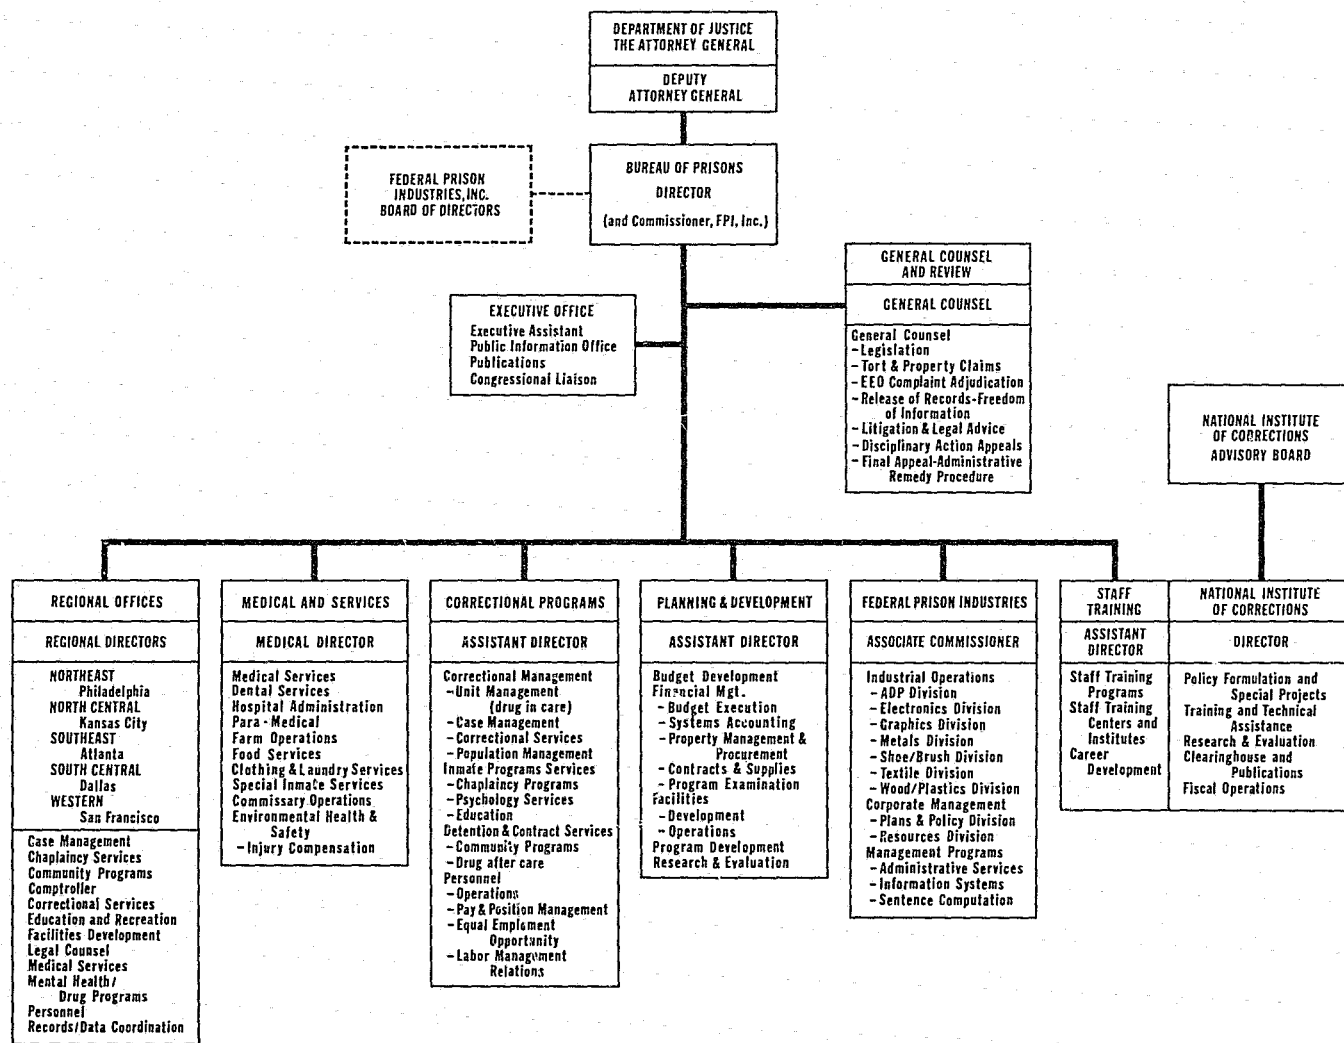 DEPARTMENT OF JUSTICE
THE ATTORNEY GENERAL
DEPUTY
ATTORNEY GENERAL
FEDERAL PRISON
INDUSTRIES, INC.
BOARD OF DIRECTORS
BUREAU OF PRISONS
DIRECTOR
(and Commissioner, FPI, Inc.)
GENERAL COUNSEL
AND REVIEW
GENERAL COUNSEL
General Counsel
-Legislation
-Tort & Property Claims
-EEO Complaint Adjudication
-Release of Records-Freedom
of Information
-Litigation & Legal Advice
-Disciplinary Action Appeals
-Final Appeal-Administrative
Remedy Procedure
EXECUTIVE OFFICE
Executive Assistant
Public Information Office
Publications
Congressional Liaison
NATIONAL INSTITUTE
OF CORRECTIONS
ADVISORY BOARD
REGIONAL OFFICES
REGIONAL DIRECTORS
NORTHEAST
Philadelphia
NORTH CENTRAL
Kansas City
SOUTHEAST
Atlanta
SOUTH CENTRAL
Dallas
WESTERN
San Francisco
Case Management
Chaplaincy Services
Community Programs
Comptroller
Correctional Services
Education and Recreation
Facilities Development
Legal Counsel
Medical Services
Mental Health/
Drug Programs
Personnel
Records/Data Coordination
MEDICAL AND SERVICES
MEDICAL DIRECTOR
Medical Services
Dental Services
Hospital Administration
Para-Medical
Farm Operations
Food Services
Clothing & Laundry Services
Special Inmate Services
Commissary Operations
Environmental Health &
Safety
-Injury Compensation
CORRECTIONAL PROGRAMS
ASSISTANT DIRECTOR
Correctional Management
-Unit Management
(drug in care)
-Case Management
-Correctional Services
-Population Management
Inmate Programs Services
-Chaplaincy Programs
-Psychology Services
-Education
Detention & Contract Services
-Community Programs
-Drug after care
Personnel
-Operations
-Pay & Position Management
-Equal Emploment
Opportunity
-Labor Management
Relations
PLANNING & DEVELOPMENT
ASSISTANT DIRECTOR
Budget Development
Financial Mgt.
-Budget Execution
-Systems Accounting
-Property Management &
Procurement
-Contracts & Supplies
-Program Examination
Facilities
-Development
-Operations
Program Development
Research & Evaluation
FEDERAL PRISON INDUSTRIES
ASSOCIATE COMMISSIONER
Industrial Operations
-ADP Division
-Electronics Division
-Graphics Division
-Metals Division
-Shoe/Brush Division
-Textile Division
-Wood/Plastics Division
Corporate Management
-Plans & Policy Division
-Resources Division
Management Programs
-Administrative Services
-Information Systems
-Sentence Computation
STAFF
TRAINING
ASSISTANT
DIRECTOR
Staff Training
Programs
Staff Training
Centers and
Institutes
Career
Development
NATIONAL INSTITUTE
OF CORRECTIONS
DIRECTOR
Policy Formulation and
Special Projects
Training and Technical
Assistance
Research & Evaluation
Clearinghouse and
Publications
Fiscal Operations